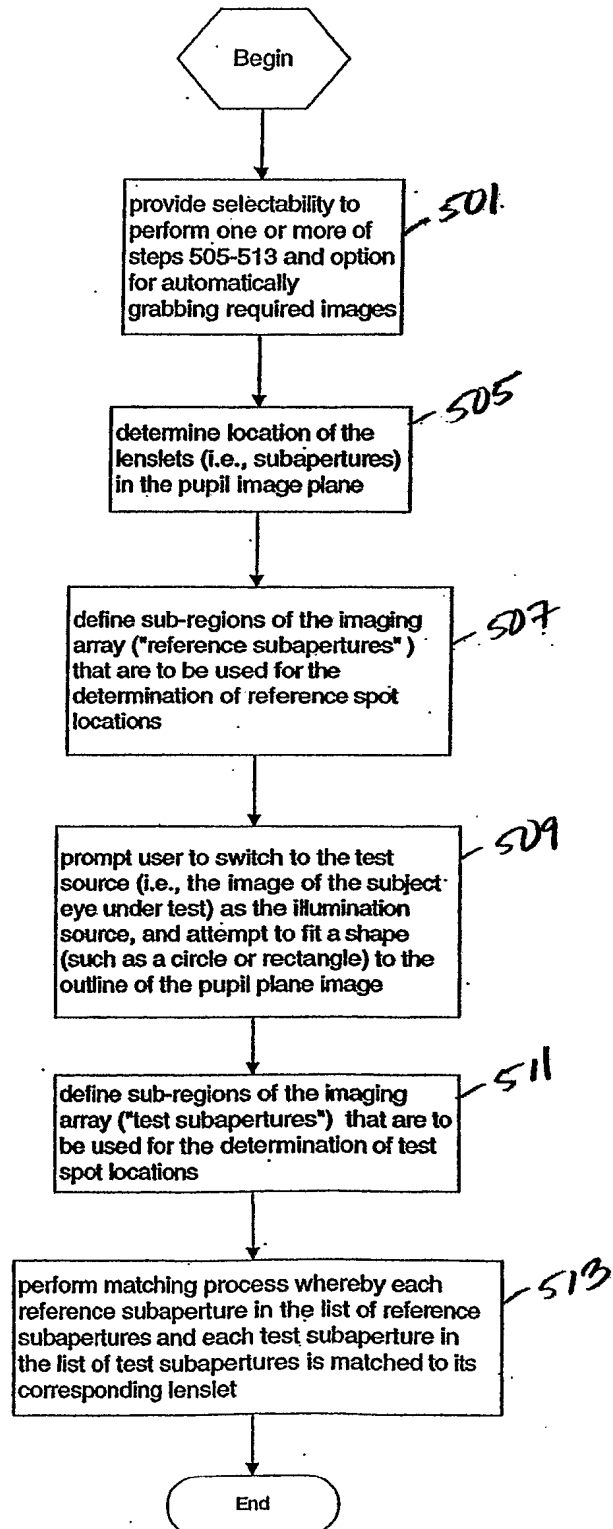 Begin
provide selectability to
perform one or more of
steps 505-513 and option
for automatically
grabbing required images
501
determine location of the
lenslets (i.e., subapertures)
in the pupil image plane
505
define sub-regions of the imaging
array ("reference subapertures" )
that are to be used for the
determination of reference spot
locations
507
prompt user to switch to the test
source (i.e., the image of the subject
eye under test) as the illumination
source, and attempt to fit a shape
(such as a circle or rectangle) to the
outline of the pupil plane image
509
define sub-regions of the imaging
array ("test subapertures") that are to
be used for the determination of test
spot locations
511
perform matching process whereby each
reference subaperture in the list of reference
subapertures and each test subaperture in
the list of test subapertures is matched to its
corresponding lenslet
513
End